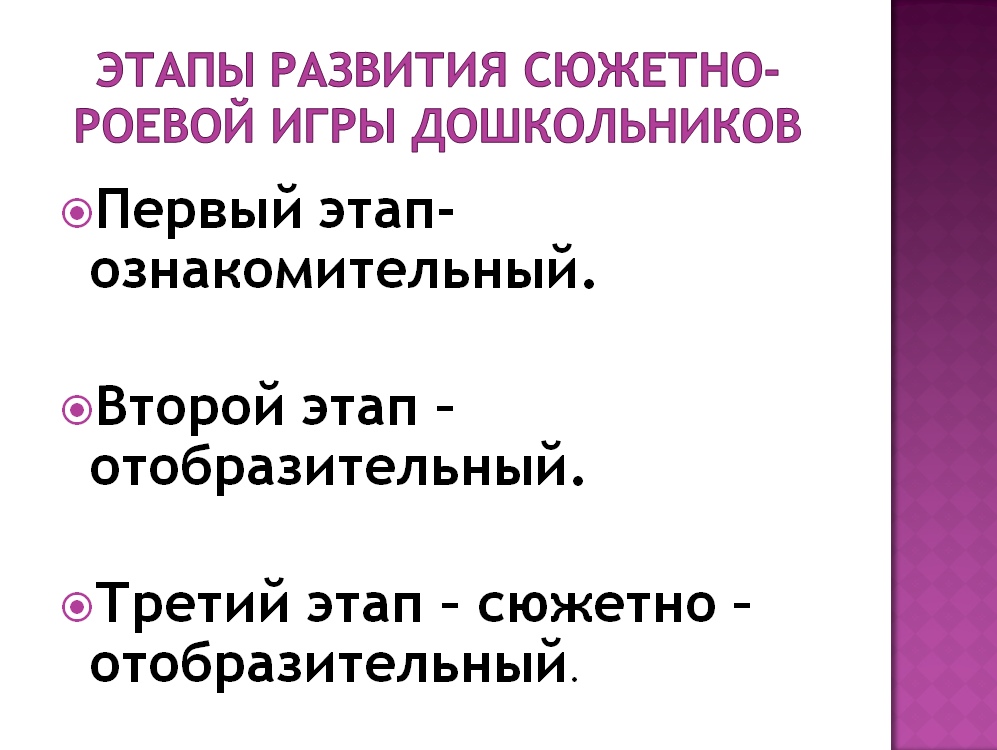 ЭТАПЫ РАЗВИТИЯ СЮЖЕТНО-
РОЕВОЙ ИГРЫ ДОШКОЛЬНИКОВ
Первый этап-
ознакомительный.
Второй этап –
отобразительный.
Третий этап – сюжетно –
отобразительный.